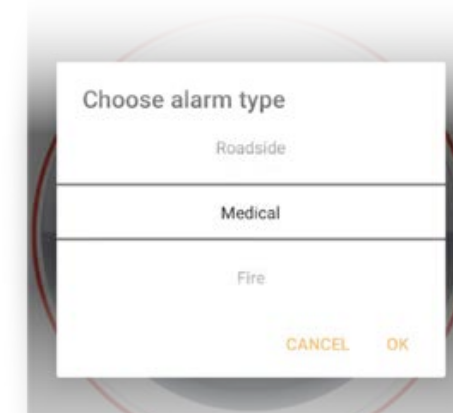 Choose alarm type
Roadside
Medical
Fire
CANCEL OK